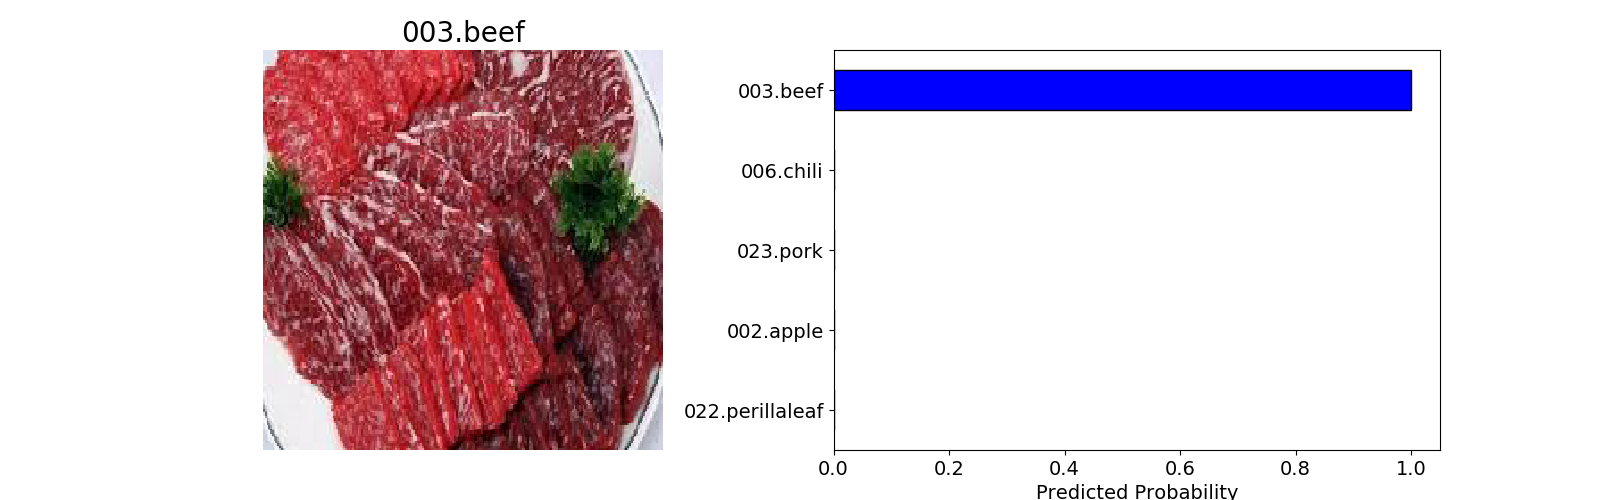 003.beef
003.beef
006.chili
023.pork
002.apple
022.perillaleaf
0.0 0.2 0.4 0.6 0.8 1.0
Predicted Probability